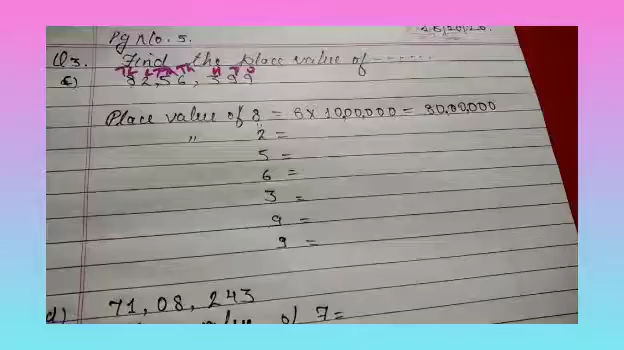 Pg No. 5.
Q3. Find the place value of ------
TL L TTh Th H T O
c) 82,56,399
Place value of 8 = 8 x 10,00,000 = 80,00,000
" 2 =
5 =
6 =
3 =
9 =
9 =
d) 71,08,243
value of 7=